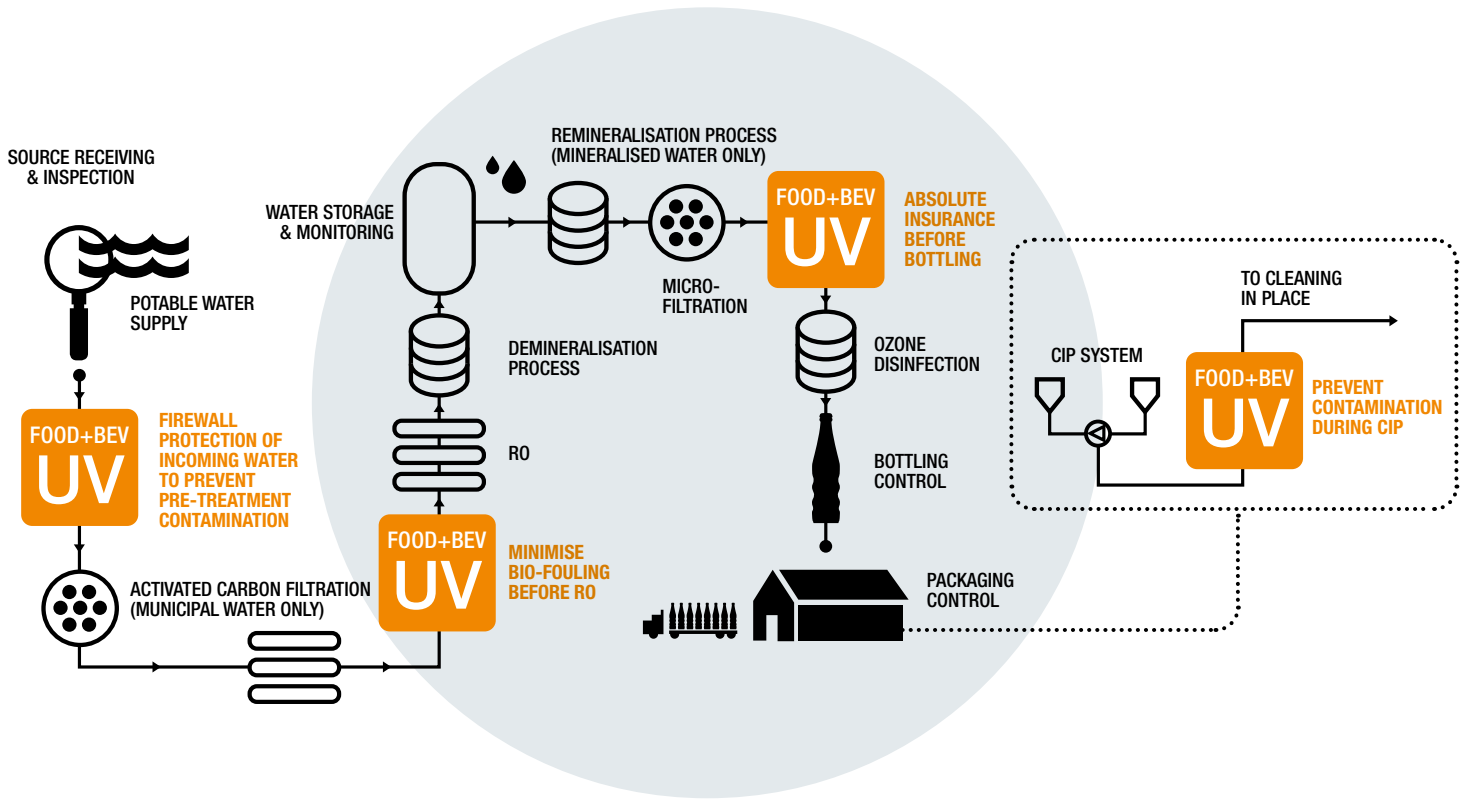 SOURCE RECEIVING
& INSPECTION
POTABLE WATER
SUPPLY
FOOD+BEV
UV
FIREWALL
PROTECTION OF
INCOMING WATER
TO PREVENT
PRE-TREATMENT
CONTAMINATION
ACTIVATED CARBON FILTRATION
(MUNICIPAL WATER ONLY)
FOOD+BEV
UV
MINIMISE
BIO-FOULING
BEFORE RO
RO
DEMINERALISATION
PROCESS
WATER STORAGE
& MONITORING
REMINERALISATION PROCESS
(MINERALISED WATER ONLY)
MICRO-
FILTRATION
FOOD+BEV
UV
ABSOLUTE
INSURANCE
BEFORE
BOTTLING
OZONE
DISINFECTION
BOTTLING
CONTROL
PACKAGING
CONTROL
CIP SYSTEM
TO CLEANING
IN PLACE
FOOD+BEV
UV
PREVENT
CONTAMINATION
DURING CIP